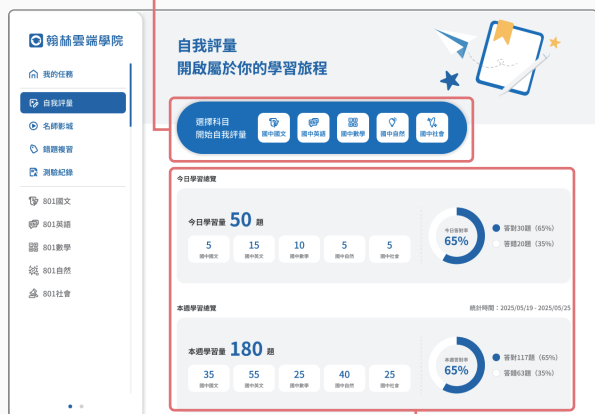 翰林雲端學院
我的任務
自我評量
名師影城
錯題複習
測驗紀錄
801國文
801英語
801數學
801自然
801社會
自我評量
開啟屬於你的學習旅程
選擇科目
開始自我評量
國中國文 國中英語 國中數學 國中自然 國中社會
今日學習總覽
今日學習量 50 題
5 15 10 5 5
國中國文 國中英文 國中數學 國中自然 國中社會
今日答對率
65%
答對30題（65%）
答錯20題（35%）
本週學習總覽
統計時間：2025/05/19 - 2025/05/25
本週學習量 180 題
35 55 25 40 25
國中國文 國中英文 國中數學 國中自然 國中社會
本週答對率
65%
答對117題（65%）
答錯63題（35%）